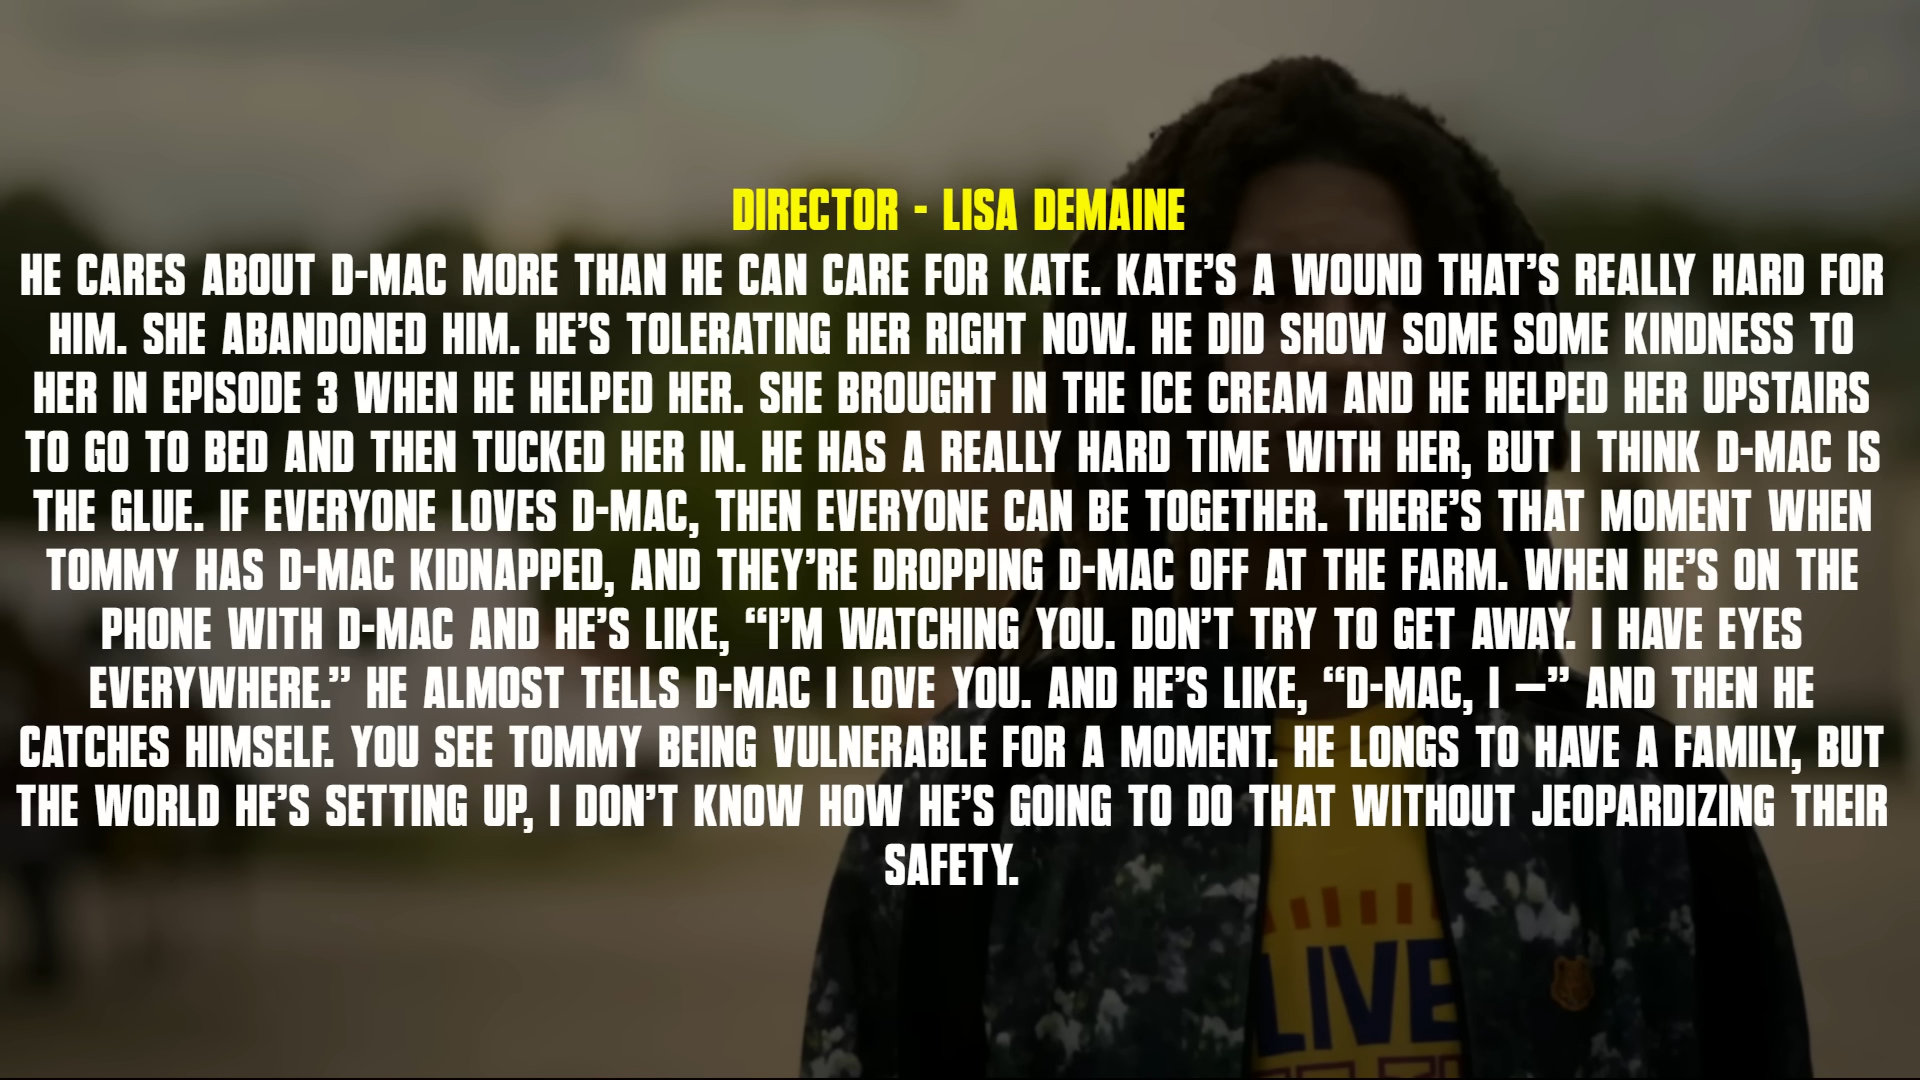 DIRECTOR - LISA DEMAINE
HE CARES ABOUT D-MAC MORE THAN HE CAN CARE FOR KATE. KATE’S A WOUND THAT’S REALLY HARD FOR
HIM. SHE ABANDONED HIM. HE’S TOLERATING HER RIGHT NOW. HE DID SHOW SOME SOME KINDNESS TO
HER IN EPISODE 3 WHEN HE HELPED HER. SHE BROUGHT IN THE ICE CREAM AND HE HELPED HER UPSTAIRS
TO GO TO BED AND THEN TUCKED HER IN. HE HAS A REALLY HARD TIME WITH HER, BUT I THINK D-MAC IS
THE GLUE. IF EVERYONE LOVES D-MAC, THEN EVERYONE CAN BE TOGETHER. THERE’S THAT MOMENT WHEN
TOMMY HAS D-MAC KIDNAPPED, AND THEY’RE DROPPING D-MAC OFF AT THE FARM. WHEN HE’S ON THE
PHONE WITH D-MAC AND HE’S LIKE, “I’M WATCHING YOU. DON’T TRY TO GET AWAY. I HAVE EYES
EVERYWHERE.” HE ALMOST TELLS D-MAC I LOVE YOU. AND HE’S LIKE, “D-MAC, I —” AND THEN HE
CATCHES HIMSELF. YOU SEE TOMMY BEING VULNERABLE FOR A MOMENT. HE LONGS TO HAVE A FAMILY, BUT
THE WORLD HE’S SETTING UP, I DON’T KNOW HOW HE’S GOING TO DO THAT WITHOUT JEOPARDIZING THEIR
SAFETY.
LIVE